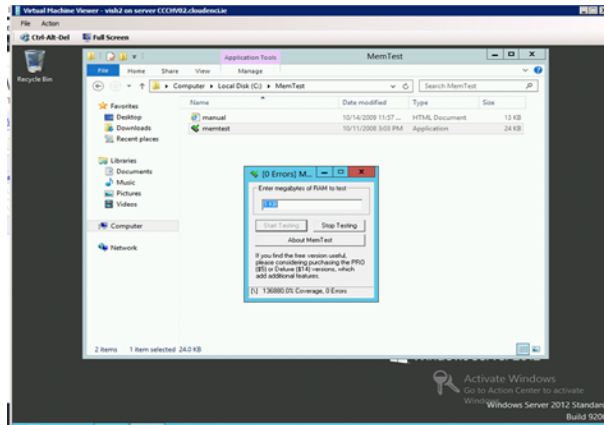 Virtual Machine Viewer - vish2 on server CCCHV02.cloudenci.ie
File Action
Ctrl-Alt-Del Full Screen
Recycle Bin
Application Tools MemTest
File Home Share View Manage
Computer Local Disk (C:) MemTest Search MemTest
Name Date modified Type Size
Favorites
Desktop
Downloads
Recent places
Libraries
Documents
Music
Pictures
Videos
Computer
Network
manual 10/14/2009 11:57 ... HTML Document 13 KB
memtest 10/11/2008 3:03 PM Application 24 KB
[0 Errors] M...
Enter megabytes of RAM to test
Start Testing Stop Testing
About MemTest
If you find the free version useful,
please considering purchasing the PRO
($5) or Deluxe ($14) versions, which
add additional features.
[\] 136880.0% Coverage, 0 Errors
2 items 1 item selected 24.0 KB
Activate Windows
Go to Action Center to activate
Windows Server 2012 Standard
Build 9200